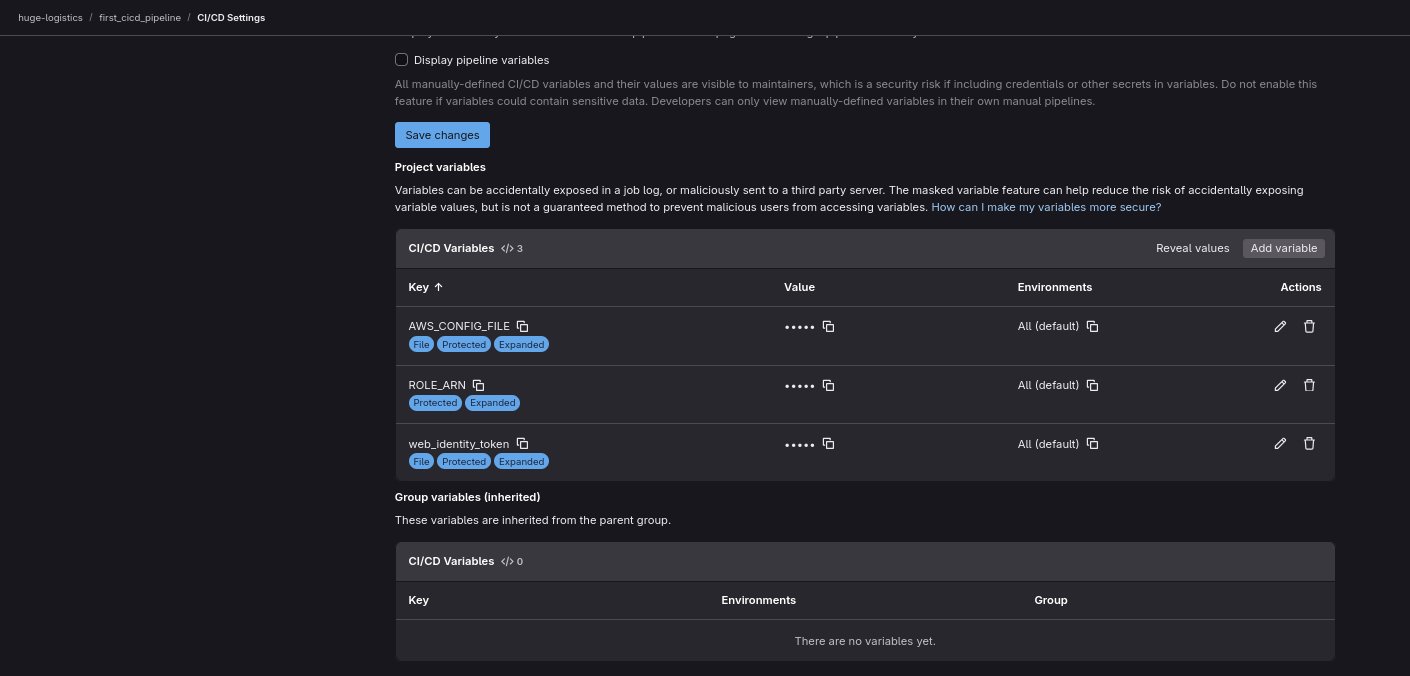 huge-logistics / first_cicd_pipeline / CI/CD Settings
Display pipeline variables
All manually-defined CI/CD variables and their values are visible to maintainers, which is a security risk if including credentials or other secrets in variables. Do not enable this
feature if variables could contain sensitive data. Developers can only view manually-defined variables in their own manual pipelines.
Save changes
Project variables
Variables can be accidentally exposed in a job log, or maliciously sent to a third party server. The masked variable feature can help reduce the risk of accidentally exposing
variable values, but is not a guaranteed method to prevent malicious users from accessing variables. How can I make my variables more secure?
CI/CD Variables </> 3 Reveal values Add variable
Key ↑ Value Environments Actions
AWS_CONFIG_FILE ••••• All (default)
File Protected Expanded
ROLE_ARN ••••• All (default)
Protected Expanded
web_identity_token ••••• All (default)
File Protected Expanded
Group variables (inherited)
These variables are inherited from the parent group.
CI/CD Variables </> 0
Key Environments Group
There are no variables yet.